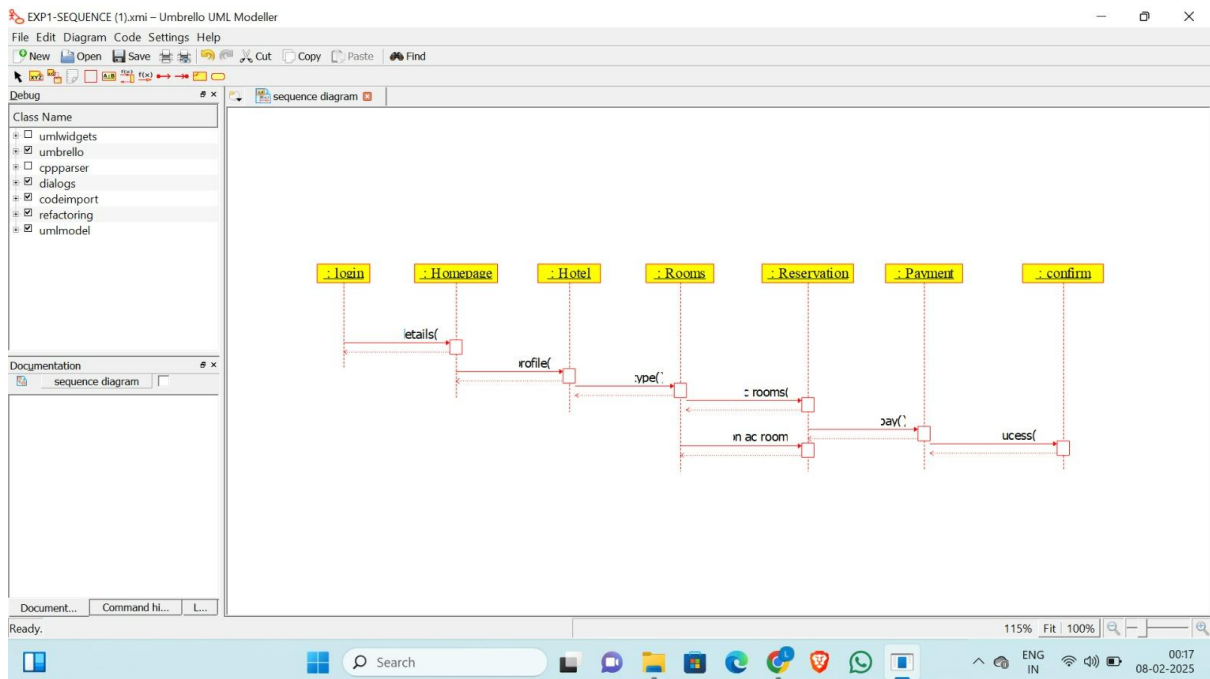 EXP1-SEQUENCE (1).xmi – Umbrello UML Modeller
File Edit Diagram Code Settings Help
New Open Save Cut Copy Paste Find
Debug
sequence diagram
Class Name
umlwidgets
umbrello
cppparser
dialogs
codeimport
refactoring
umlmodel
: login : Homepage : Hotel : Rooms : Reservation : Payment : confirm
etails(
rofile(
ype()
c rooms(
pay()
n ac room
ucess(
Documentation
sequence diagram
Document... Command hi... L...
Ready.
115% Fit 100%
Search
ENG
IN
00:17
08-02-2025